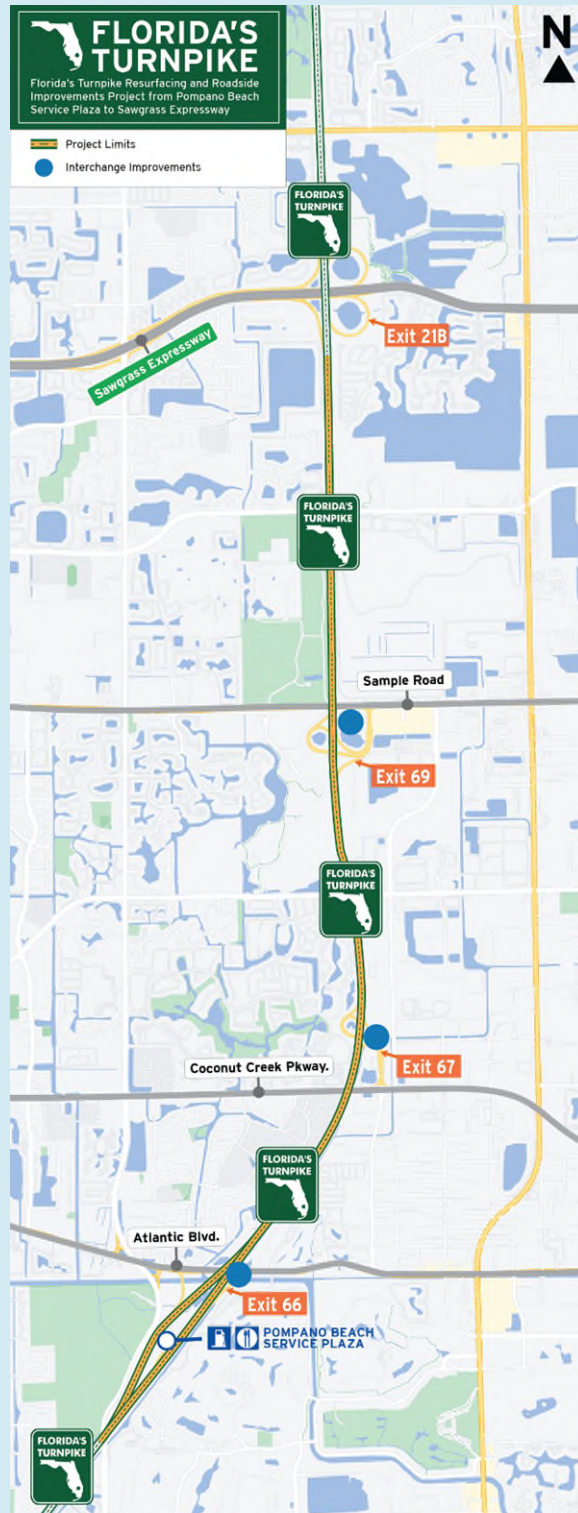 FLORIDA'S
TURNPIKE
Florida's Turnpike Resurfacing and Roadside
Improvements Project from Pompano Beach
Service Plaza to Sawgrass Expressway
N
Project Limits
Interchange Improvements
FLORIDA'S
TURNPIKE
Exit 21B
Sawgrass Expressway
FLORIDA'S
TURNPIKE
Sample Road
Exit 69
FLORIDA'S
TURNPIKE
Exit 67
Coconut Creek Pkway.
FLORIDA'S
TURNPIKE
Atlantic Blvd.
Exit 66
POMPANO BEACH
SERVICE PLAZA
FLORIDA'S
TURNPIKE